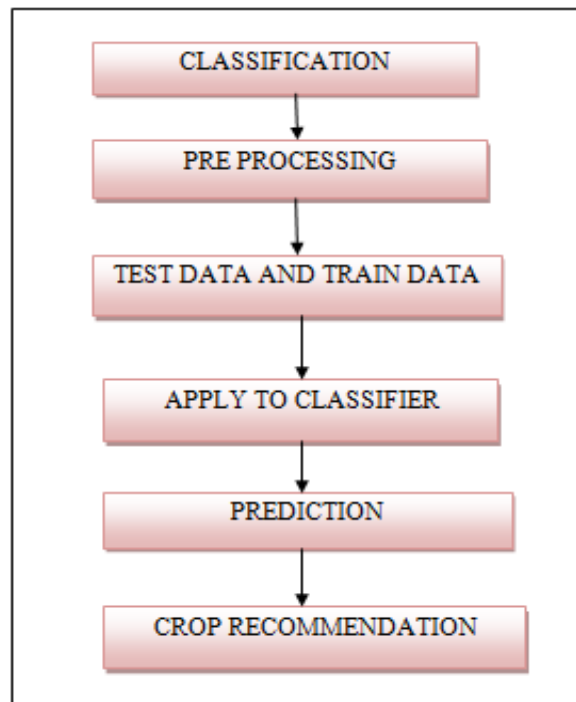 CLASSIFICATION
PRE PROCESSING
TEST DATA AND TRAIN DATA
APPLY TO CLASSIFIER
PREDICTION
CROP RECOMMENDATION